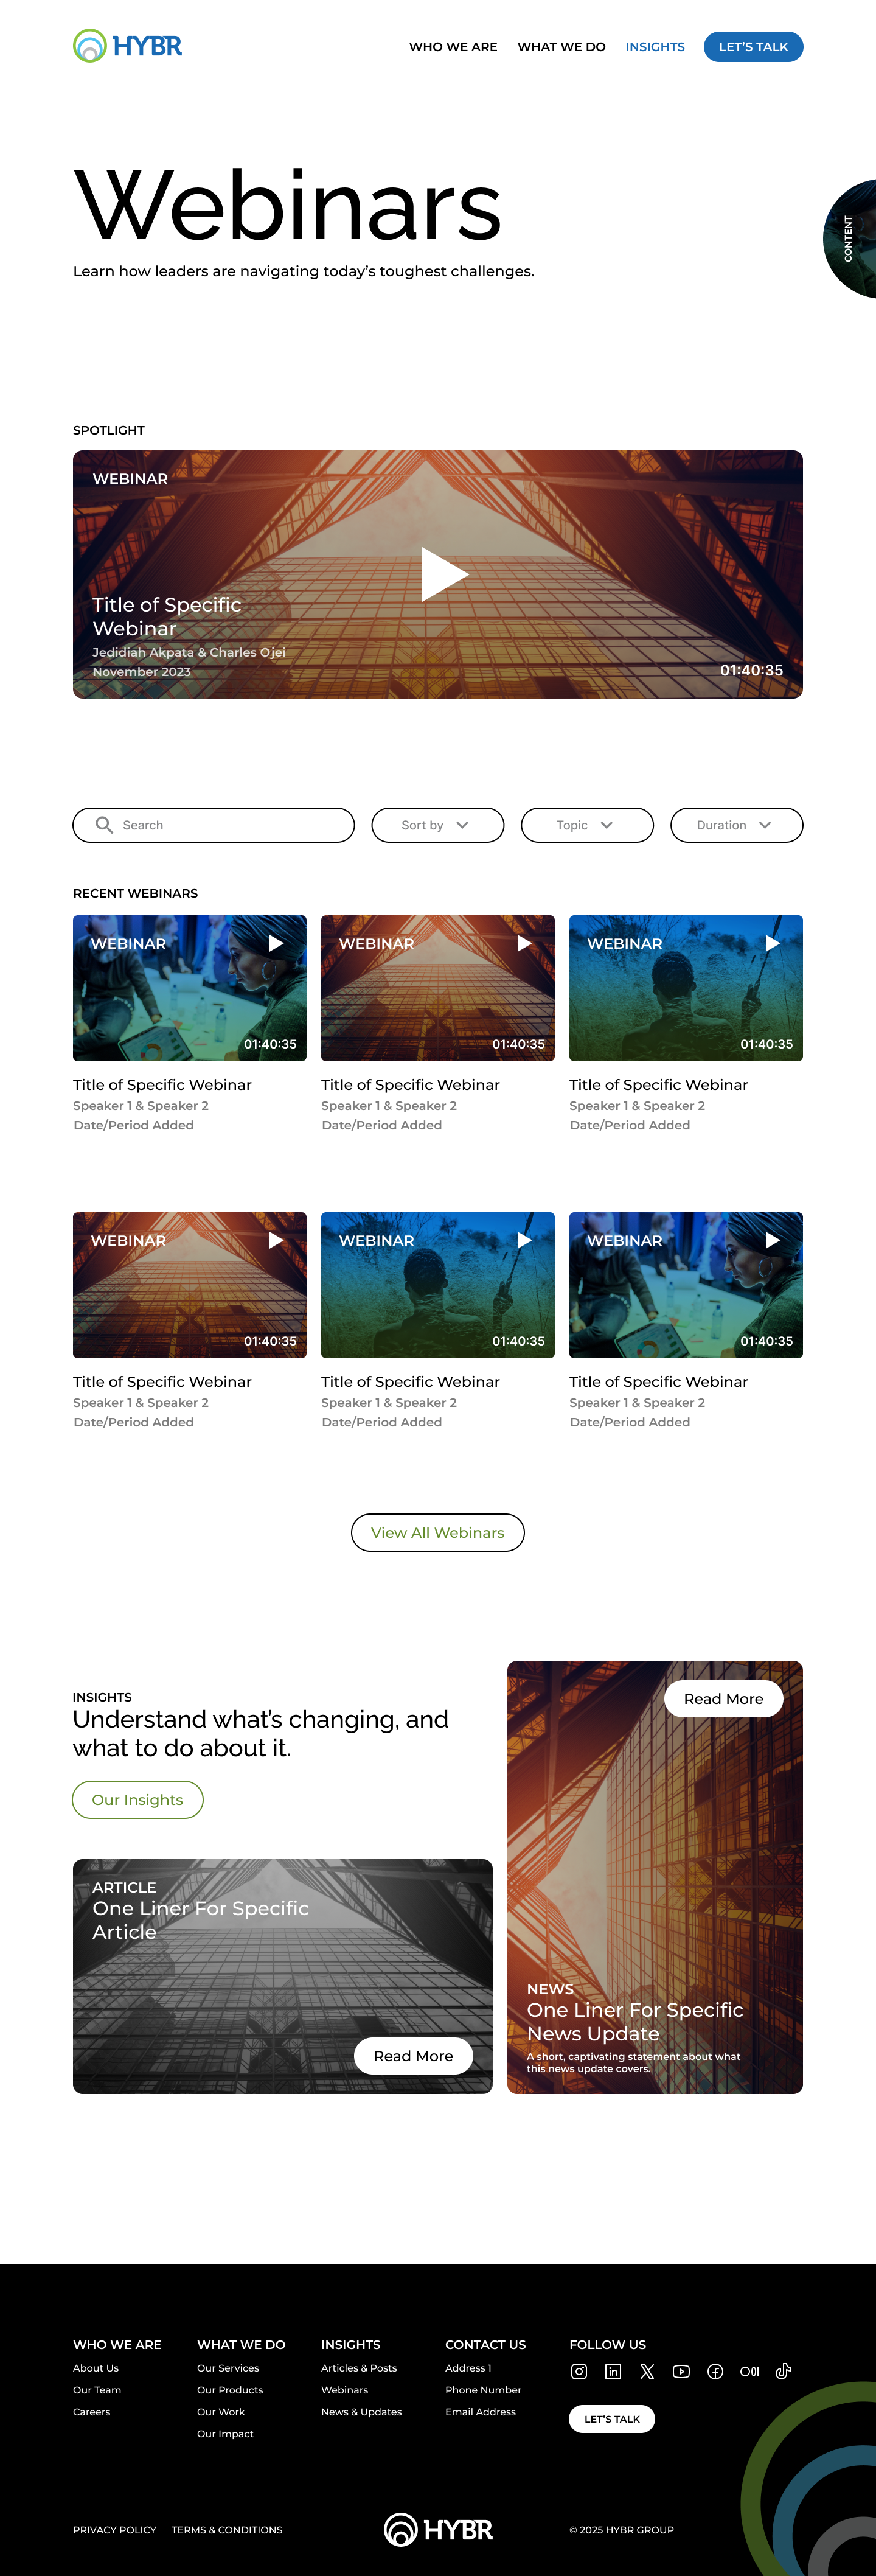 HYBR
WHO WE ARE
WHAT WE DO
INSIGHTS
LET'S TALK
Webinars
Learn how leaders are navigating today's toughest challenges.
CONTENT
SPOTLIGHT
WEBINAR
Title of Specific
Webinar
Jedidiah Akpata & Charles Ojei
November 2023
01:40:35
Search
Sort by
Topic
Duration
RECENT WEBINARS
WEBINAR
01:40:35
Title of Specific Webinar
Speaker 1 & Speaker 2
Date/Period Added
WEBINAR
01:40:35
Title of Specific Webinar
Speaker 1 & Speaker 2
Date/Period Added
WEBINAR
01:40:35
Title of Specific Webinar
Speaker 1 & Speaker 2
Date/Period Added
WEBINAR
01:40:35
Title of Specific Webinar
Speaker 1 & Speaker 2
Date/Period Added
WEBINAR
01:40:35
Title of Specific Webinar
Speaker 1 & Speaker 2
Date/Period Added
WEBINAR
01:40:35
Title of Specific Webinar
Speaker 1 & Speaker 2
Date/Period Added
View All Webinars
INSIGHTS
Understand what's changing, and
what to do about it.
Our Insights
ARTICLE
One Liner For Specific
Article
Read More
Read More
NEWS
One Liner For Specific
News Update
A short, captivating statement about what
this news update covers.
WHO WE ARE
About Us
Our Team
Careers
WHAT WE DO
Our Services
Our Products
Our Work
Our Impact
INSIGHTS
Articles & Posts
Webinars
News & Updates
CONTACT US
Address 1
Phone Number
Email Address
FOLLOW US
LET'S TALK
PRIVACY POLICY
TERMS & CONDITIONS
HYBR
© 2025 HYBR GROUP